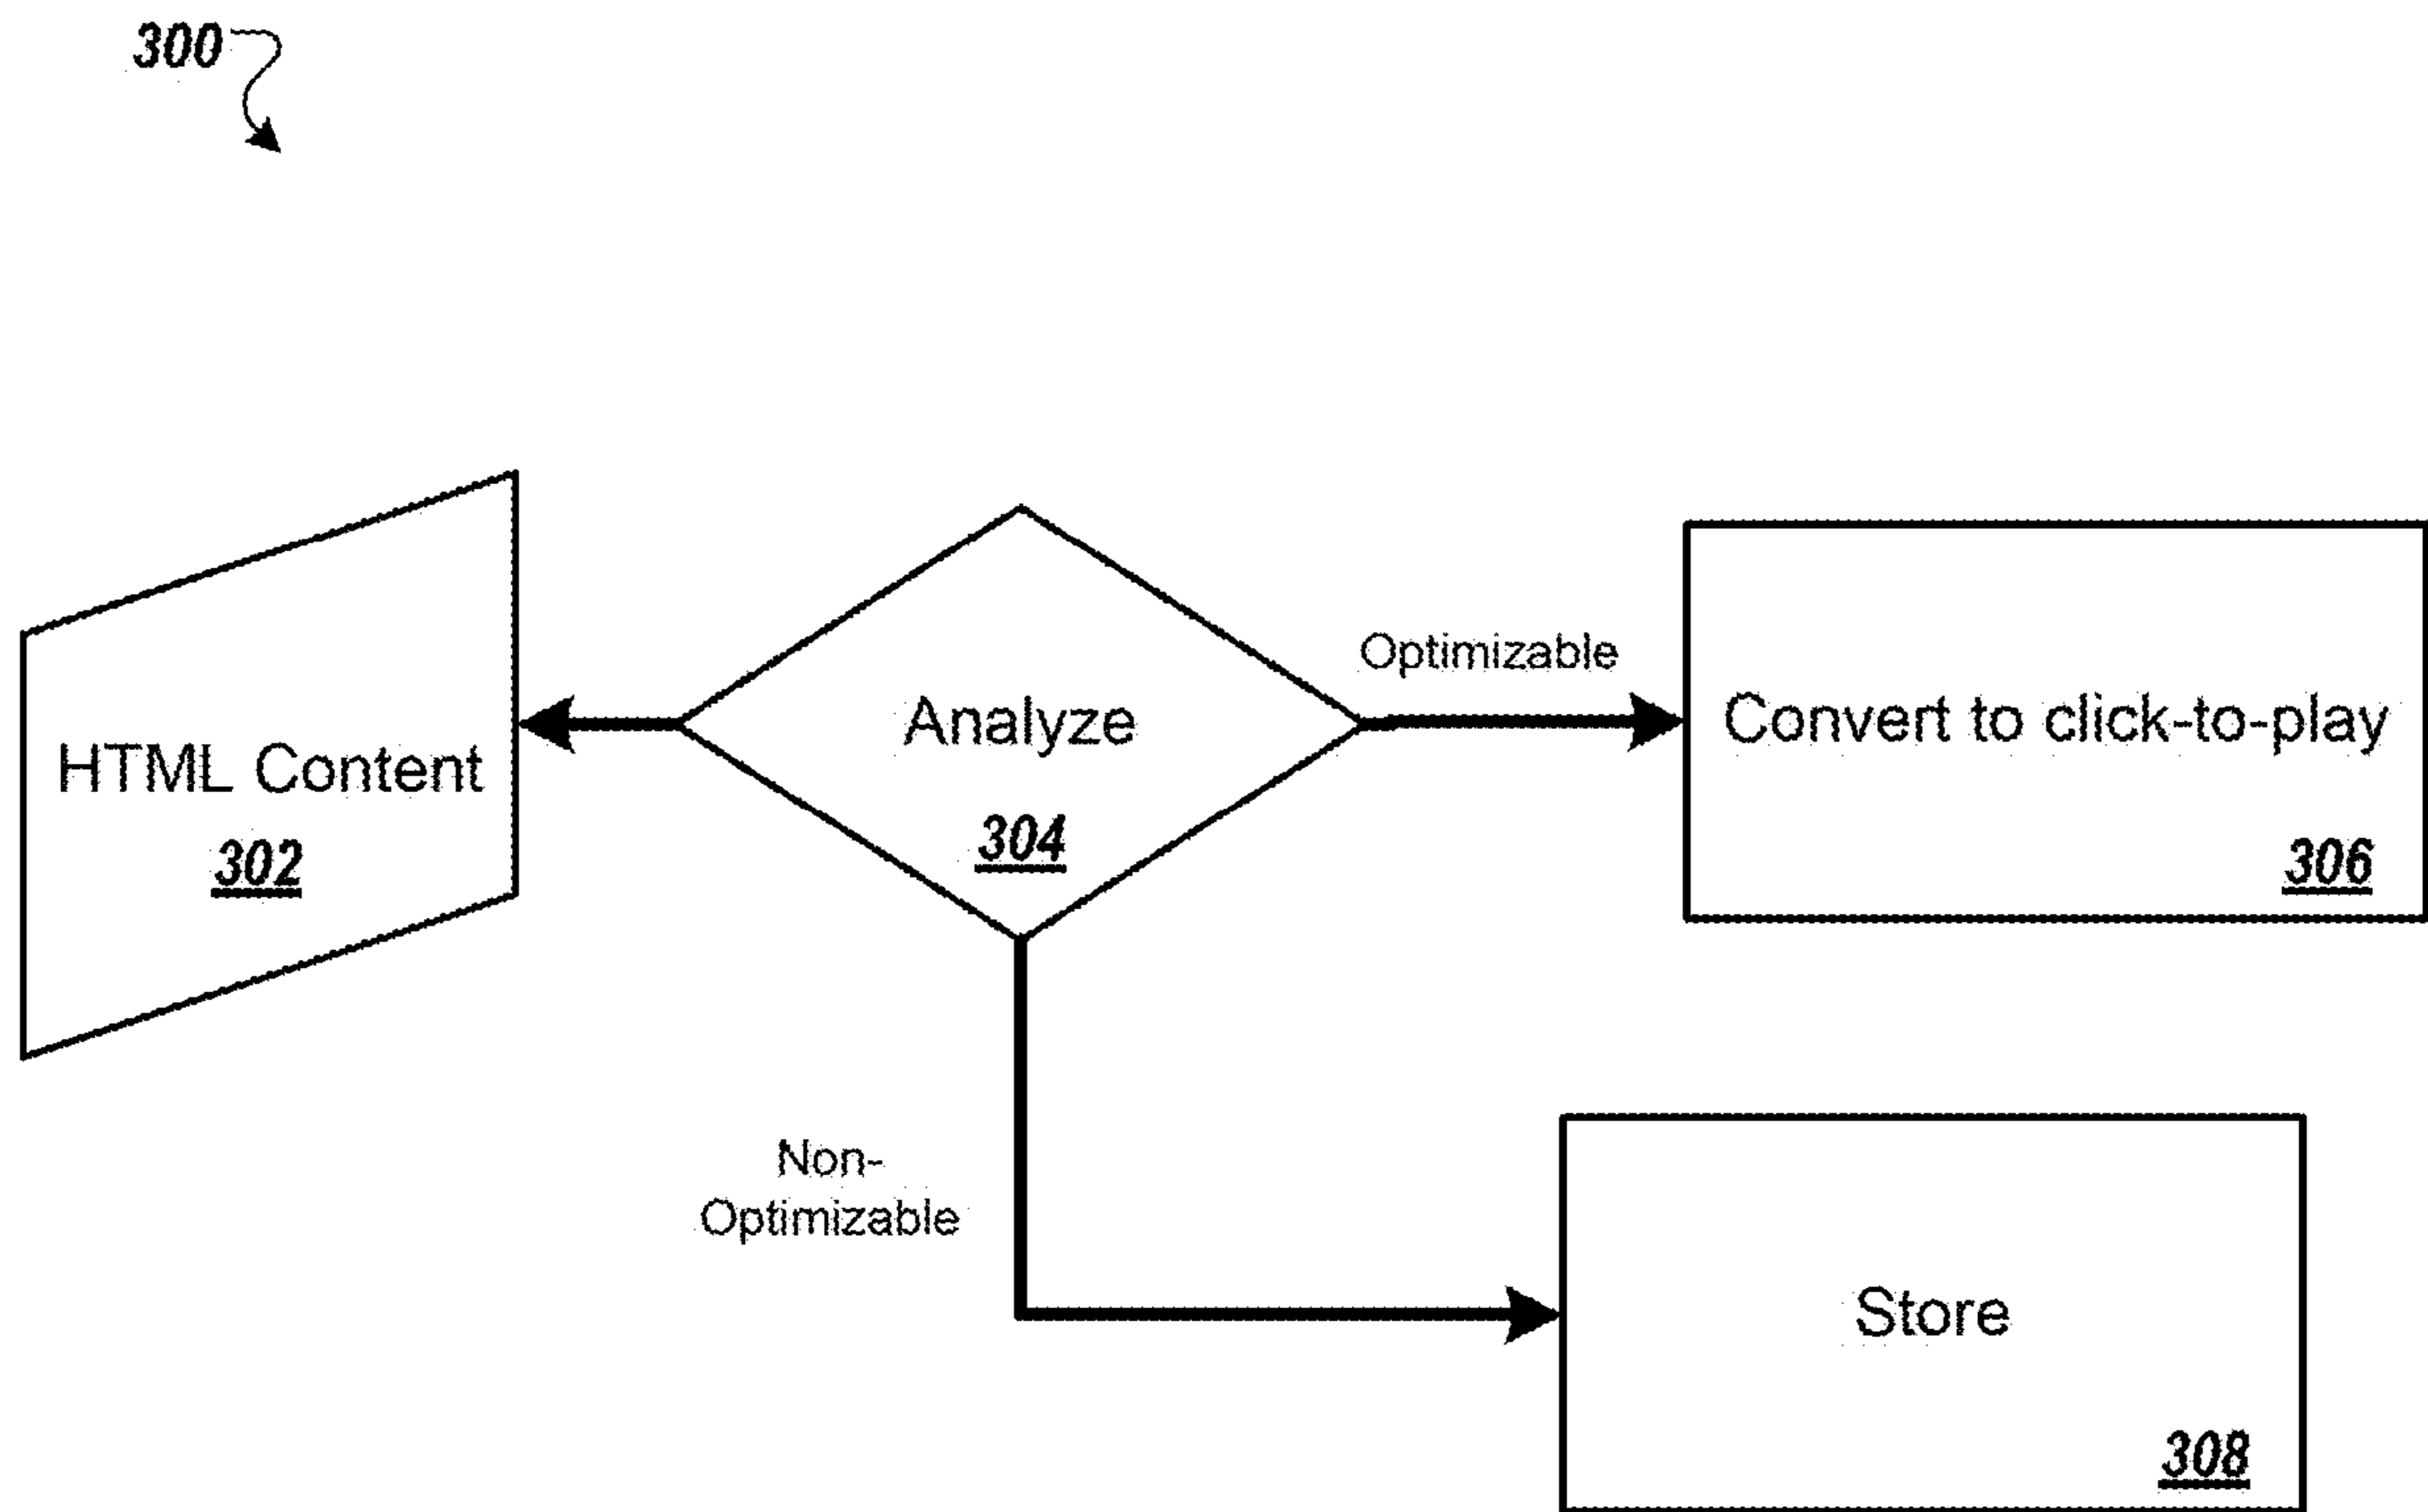 300
Optimizable
Analyze
Convert to click-to-play
HTML Content
304
302
306
Non-
Optimizable
Store
308